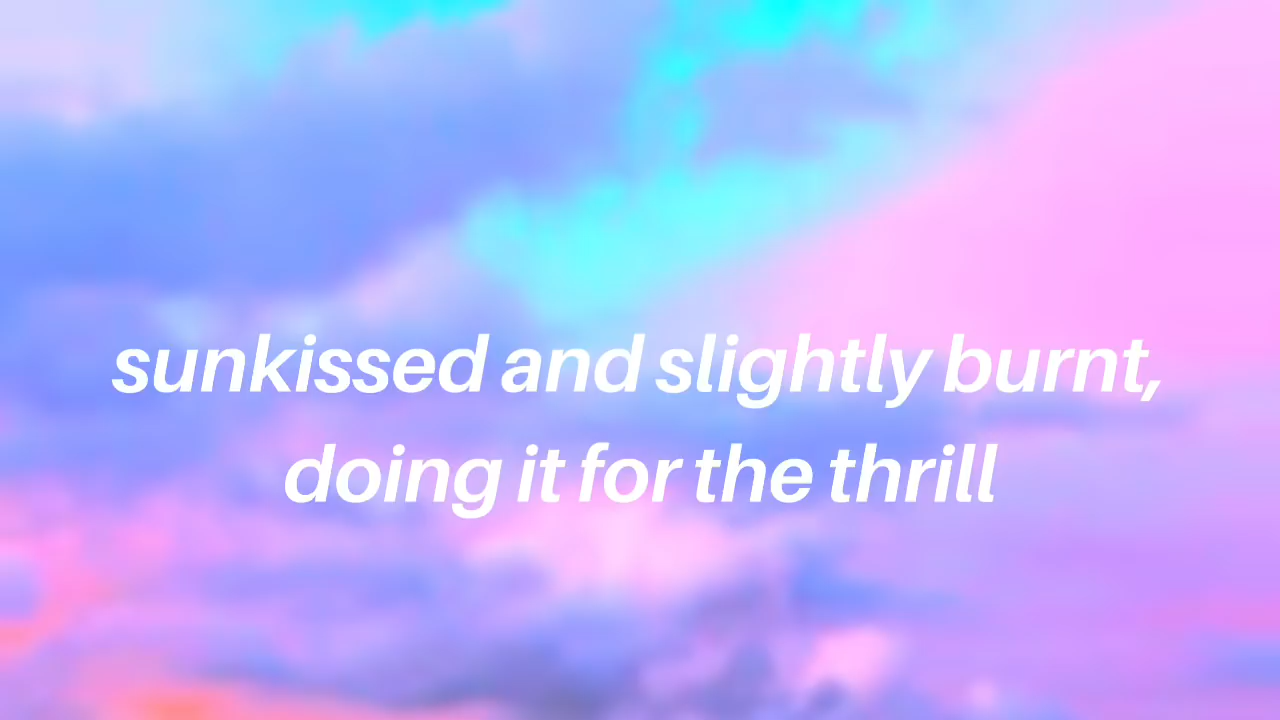 sunkissed and slightly burnt,
doing it for the thrill